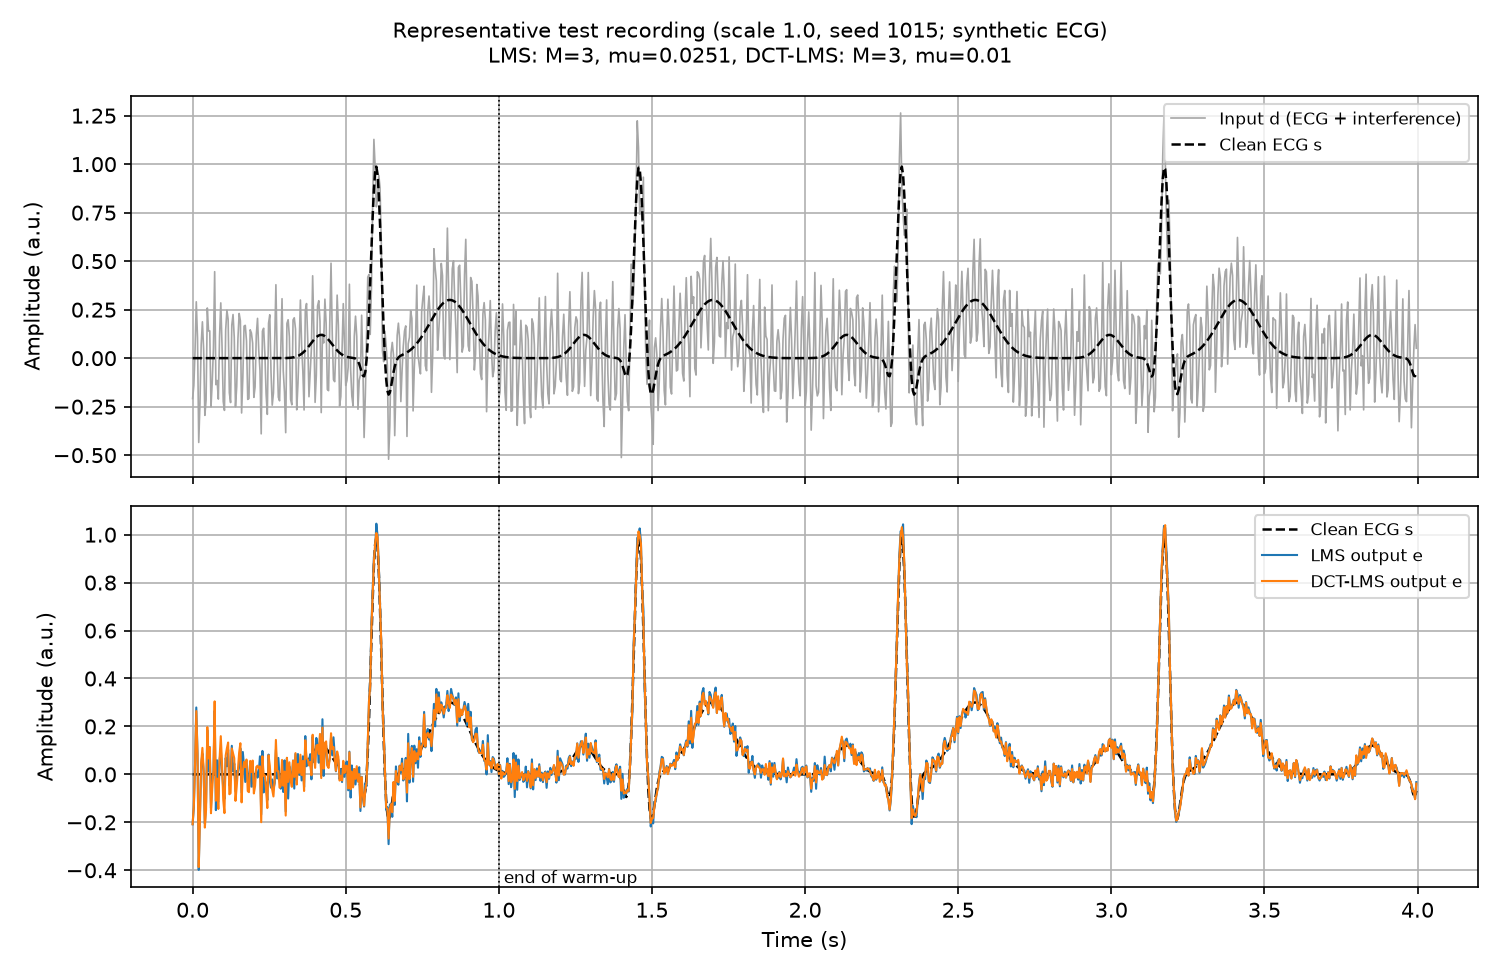 Representative test recording (scale 1.0, seed 1015; synthetic ECG)
LMS: M=3, mu=0.0251, DCT-LMS: M=3, mu=0.01
Amplitude (a.u.)
1.25
1.00
0.75
0.50
0.25
0.00
−0.25
−0.50
Input d (ECG + interference)
Clean ECG s
Amplitude (a.u.)
1.0
0.8
0.6
0.4
0.2
0.0
−0.2
−0.4
Clean ECG s
LMS output e
DCT-LMS output e
end of warm-up
0.0
0.5
1.0
1.5
2.0
2.5
3.0
3.5
4.0
Time (s)